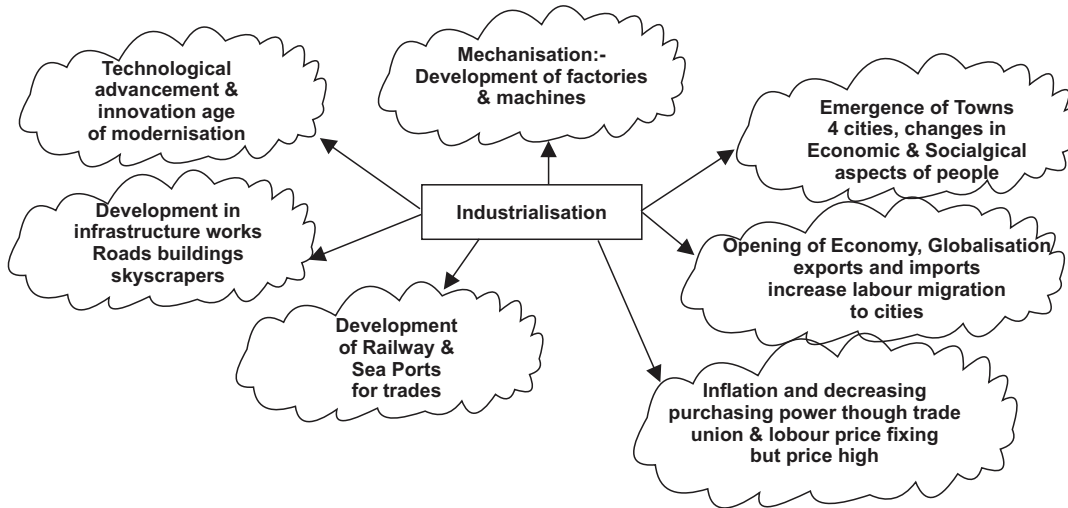 Technological
advancement &
innovation age
of modernisation
Mechanisation:-
Development of factories
& machines
Emergence of Towns
4 cities, changes in
Economic & Socialgical
aspects of people
Industrialisation
Development in
infrastructure works
Roads buildings
skyscrapers
Opening of Economy, Globalisation
exports and imports
increase labour migration
to cities
Development
of Railway &
Sea Ports
for trades
Inflation and decreasing
purchasing power though trade
union & lobour price fixing
but price high